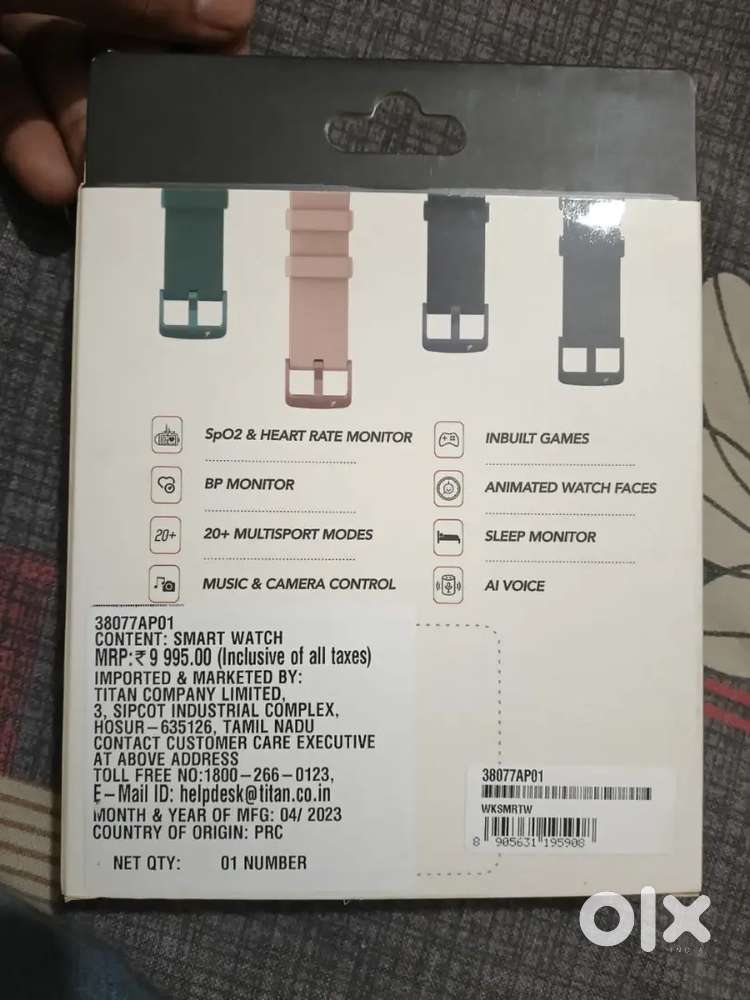 SpO2 & HEART RATE MONITOR
BP MONITOR
20+
20+ MULTISPORT MODES
MUSIC & CAMERA CONTROL
INBUILT GAMES
ANIMATED WATCH FACES
SLEEP MONITOR
AI VOICE
38077AP01
CONTENT: SMART WATCH
MRP:₹ 9 995.00 (Inclusive of all taxes)
IMPORTED & MARKETED BY:
TITAN COMPANY LIMITED,
3, SIPCOT INDUSTRIAL COMPLEX,
HOSUR-635126, TAMIL NADU
CONTACT CUSTOMER CARE EXECUTIVE
AT ABOVE ADDRESS
TOLL FREE NO:1800-266-0123,
E-Mail ID: helpdesk@titan.co.in
MONTH & YEAR OF MFG: 04/ 2023
COUNTRY OF ORIGIN: PRC
NET QTY: 01 NUMBER
38077AP01
WKSMRTW
8 905631 195908
olx
INDIA